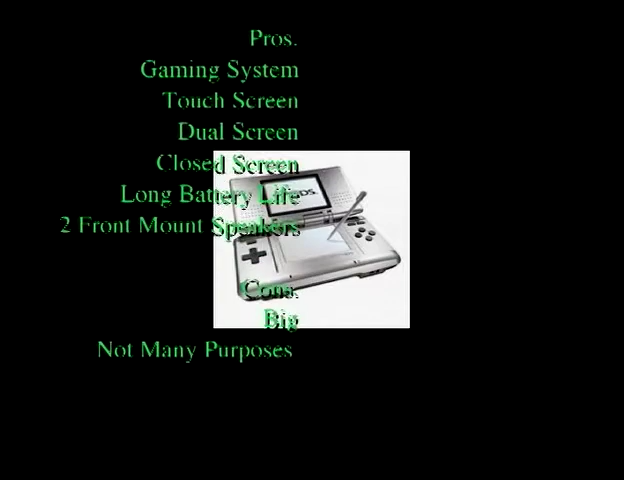 Pros.
Gaming System
Touch Screen
Dual Screen
Closed Screen
Long Battery Life
2 Front Mount Speakers
Cons.
Big
Not Many Purposes
DS.